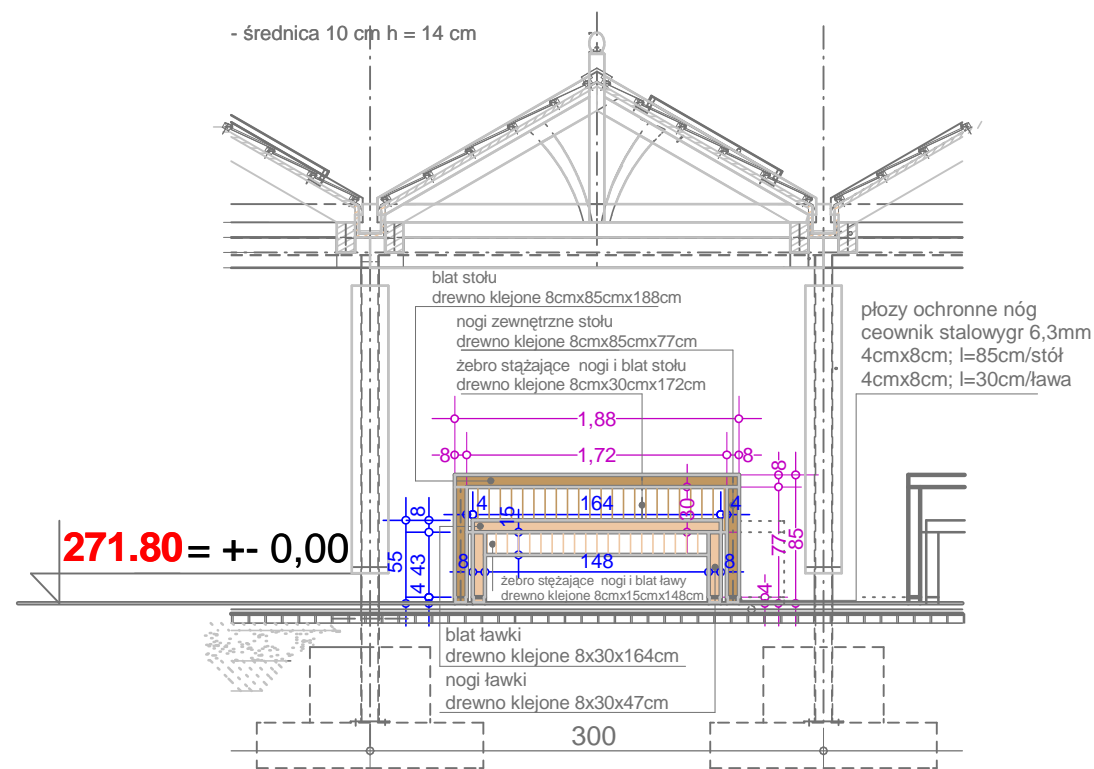 - średnica 10 cm h = 14 cm
blat stołu
drewno klejone 8cmx85cmx188cm
nogi zewnętrzne stołu
drewno klejone 8cmx85cmx77cm
żebro stążające nogi i blat stołu
drewno klejone 8cmx30cmx172cm
płozy ochronne nóg
ceownik stalowygr 6,3mm
4cmx8cm; l=85cm/stół
4cmx8cm; l=30cm/ława
1,88
8
1,72
8
8
4
164
4
30
15
8
77
85
55
43
4
8
148
8
4
271.80 = +- 0,00
żebro stężające nogi i blat ławy
drewno klejone 8cmx15cmx148cm
blat ławki
drewno klejone 8x30x164cm
nogi ławki
drewno klejone 8x30x47cm
300